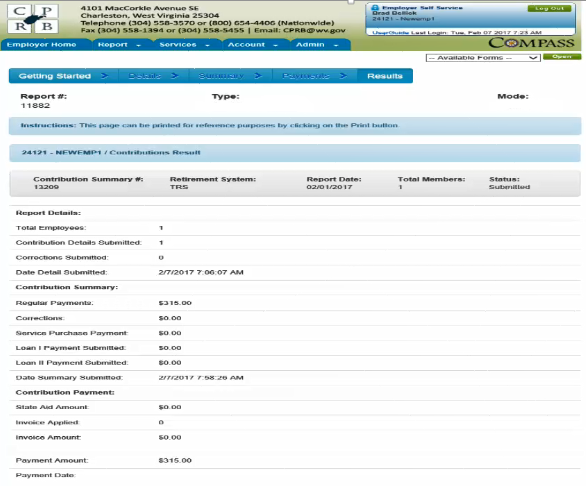 C P
R B
4101 MacCorkle Avenue SE
Charleston, West Virginia 25304
Telephone (304) 558-3570 or (800) 654-4406 (Nationwide)
Fax (304) 558-1394 or (304) 558-5455 | Email: CPRB@wv.gov
Employer Self Service
24121 - Newemp1
Log Out
UserGuide Last Login: Tue, Feb 07 2017 7:23 AM
COMPASS
Employer Home Report Services Account Admin
-- Available Forms -- Open
Getting Started > Details > Summary > Payments > Results
Report #: Type: Mode:
11882
Instructions: This page can be printed for reference purposes by clicking on the Print button.
24121 - NEWEMP1 / Contributions Result
Contribution Summary #: Retirement System: Report Date: Total Members: Status:
13209 TRS 02/01/2017 1 Submitted
Report Details:
Total Employees: 1
Contribution Details Submitted: 1
Corrections Submitted: 0
Date Detail Submitted: 2/7/2017 7:06:07 AM
Contribution Summary:
Regular Payments: $315.00
Corrections: $0.00
Service Purchase Payment: $0.00
Loan I Payment Submitted: $0.00
Loan II Payment Submitted: $0.00
Date Summary Submitted: 2/7/2017 7:58:26 AM
Contribution Payment:
State Aid Amount: $0.00
Invoice Applied: 0
Invoice Amount: $0.00
Payment Amount: $315.00
Payment Date: